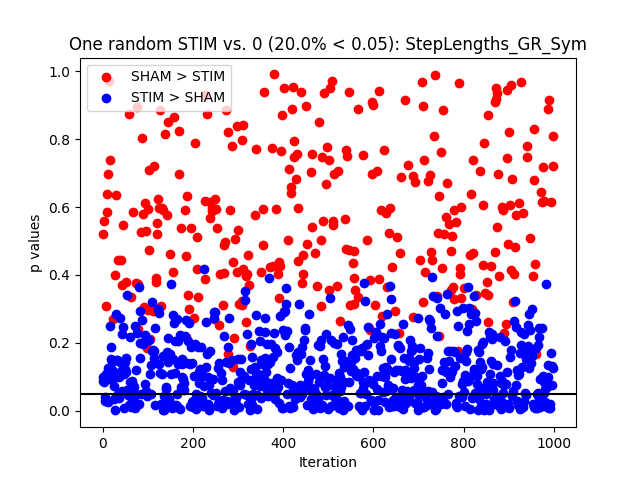 One random STIM vs. 0 (20.0% < 0.05): StepLengths_GR_Sym
SHAM > STIM
STIM > SHAM
p values
1.0
0.8
0.6
0.4
0.2
0.0
0
200
400
600
800
1000
Iteration